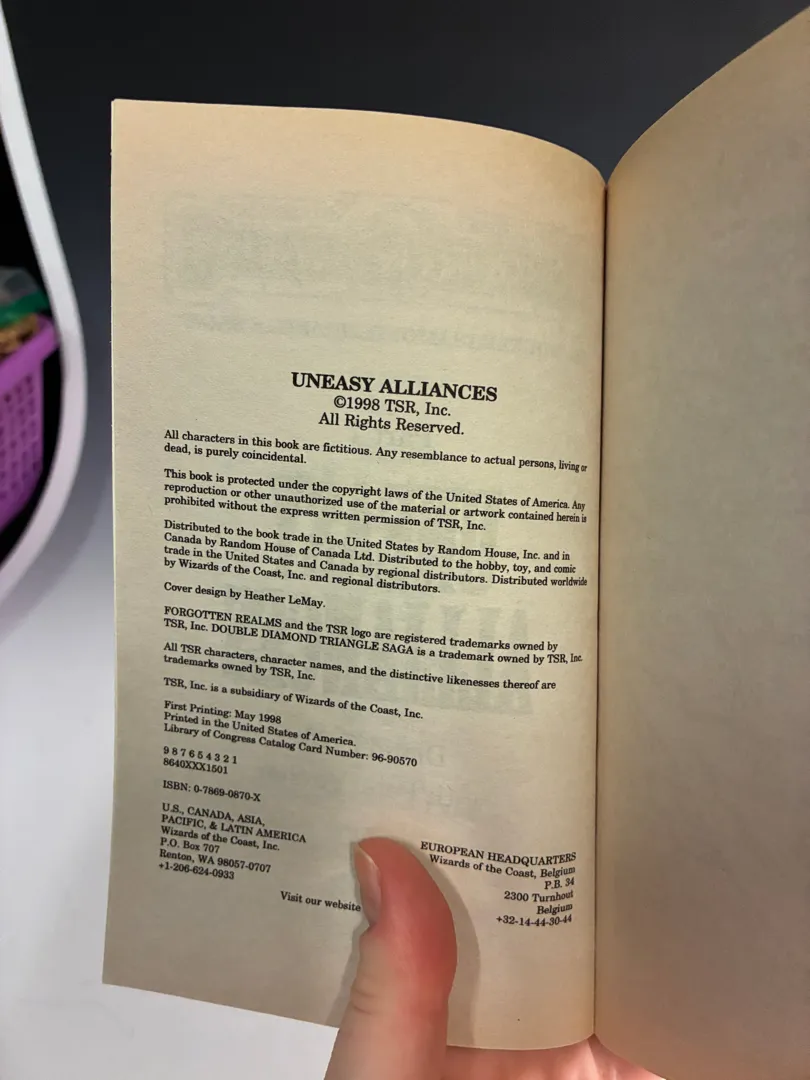 UNEASY ALLIANCES
©1998 TSR, Inc.
All Rights Reserved.
All characters in this book are fictitious. Any resemblance to actual persons, living or
dead, is purely coincidental.
This book is protected under the copyright laws of the United States of America. Any
reproduction or other unauthorized use of the material or artwork contained herein is
prohibited without the express written permission of TSR, Inc.
Distributed to the book trade in the United States by Random House, Inc. and in
Canada by Random House of Canada Ltd. Distributed to the hobby, toy, and comic
trade in the United States and Canada by regional distributors. Distributed worldwide
by Wizards of the Coast, Inc. and regional distributors.
Cover design by Heather LeMay.
FORGOTTEN REALMS and the TSR logo are registered trademarks owned by
TSR, Inc. DOUBLE DIAMOND TRIANGLE SAGA is a trademark owned by TSR, Inc.
All TSR characters, character names, and the distinctive likenesses thereof are
trademarks owned by TSR, Inc.
TSR, Inc. is a subsidiary of Wizards of the Coast, Inc.
First Printing: May 1998
Printed in the United States of America.
Library of Congress Catalog Card Number: 96-90570
9 8 7 6 5 4 3 2 1
8640XXX1501
ISBN: 0-7869-0870-X
U.S., CANADA, ASIA,
PACIFIC, & LATIN AMERICA
Wizards of the Coast, Inc.
P.O. Box 707
Renton, WA 98057-0707
+1-206-624-0933
EUROPEAN HEADQUARTERS
Wizards of the Coast, Belgium
P.B. 34
2300 Turnhout
Belgium
+32-14-44-30-44
Visit our website